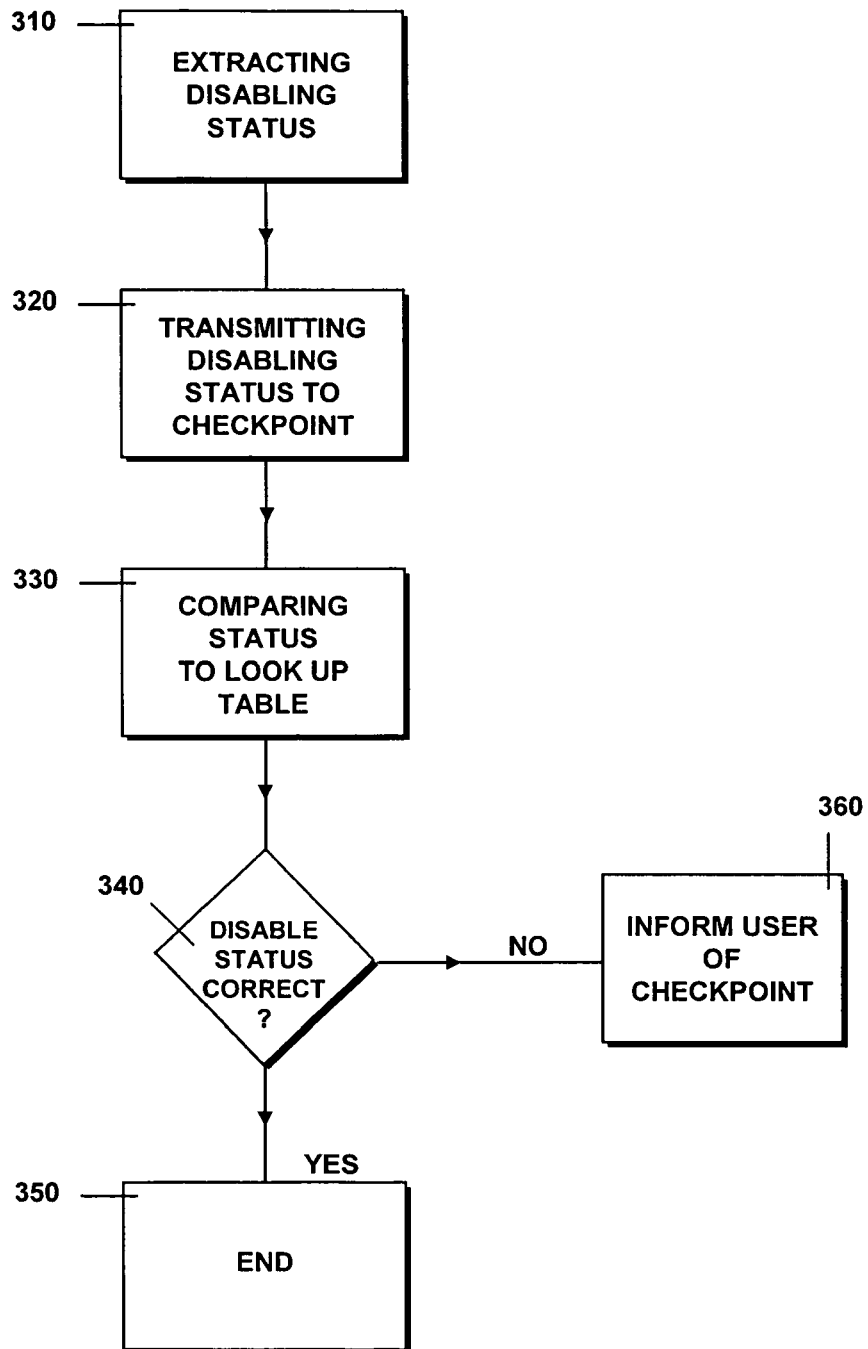 310
EXTRACTING
DISABLING
STATUS
320
TRANSMITTING
DISABLING
STATUS TO
CHECKPOINT
330
COMPARING
STATUS
TO LOOK UP
TABLE
340
DISABLE
STATUS
CORRECT
?
NO
360
INFORM USER
OF
CHECKPOINT
YES
350
END